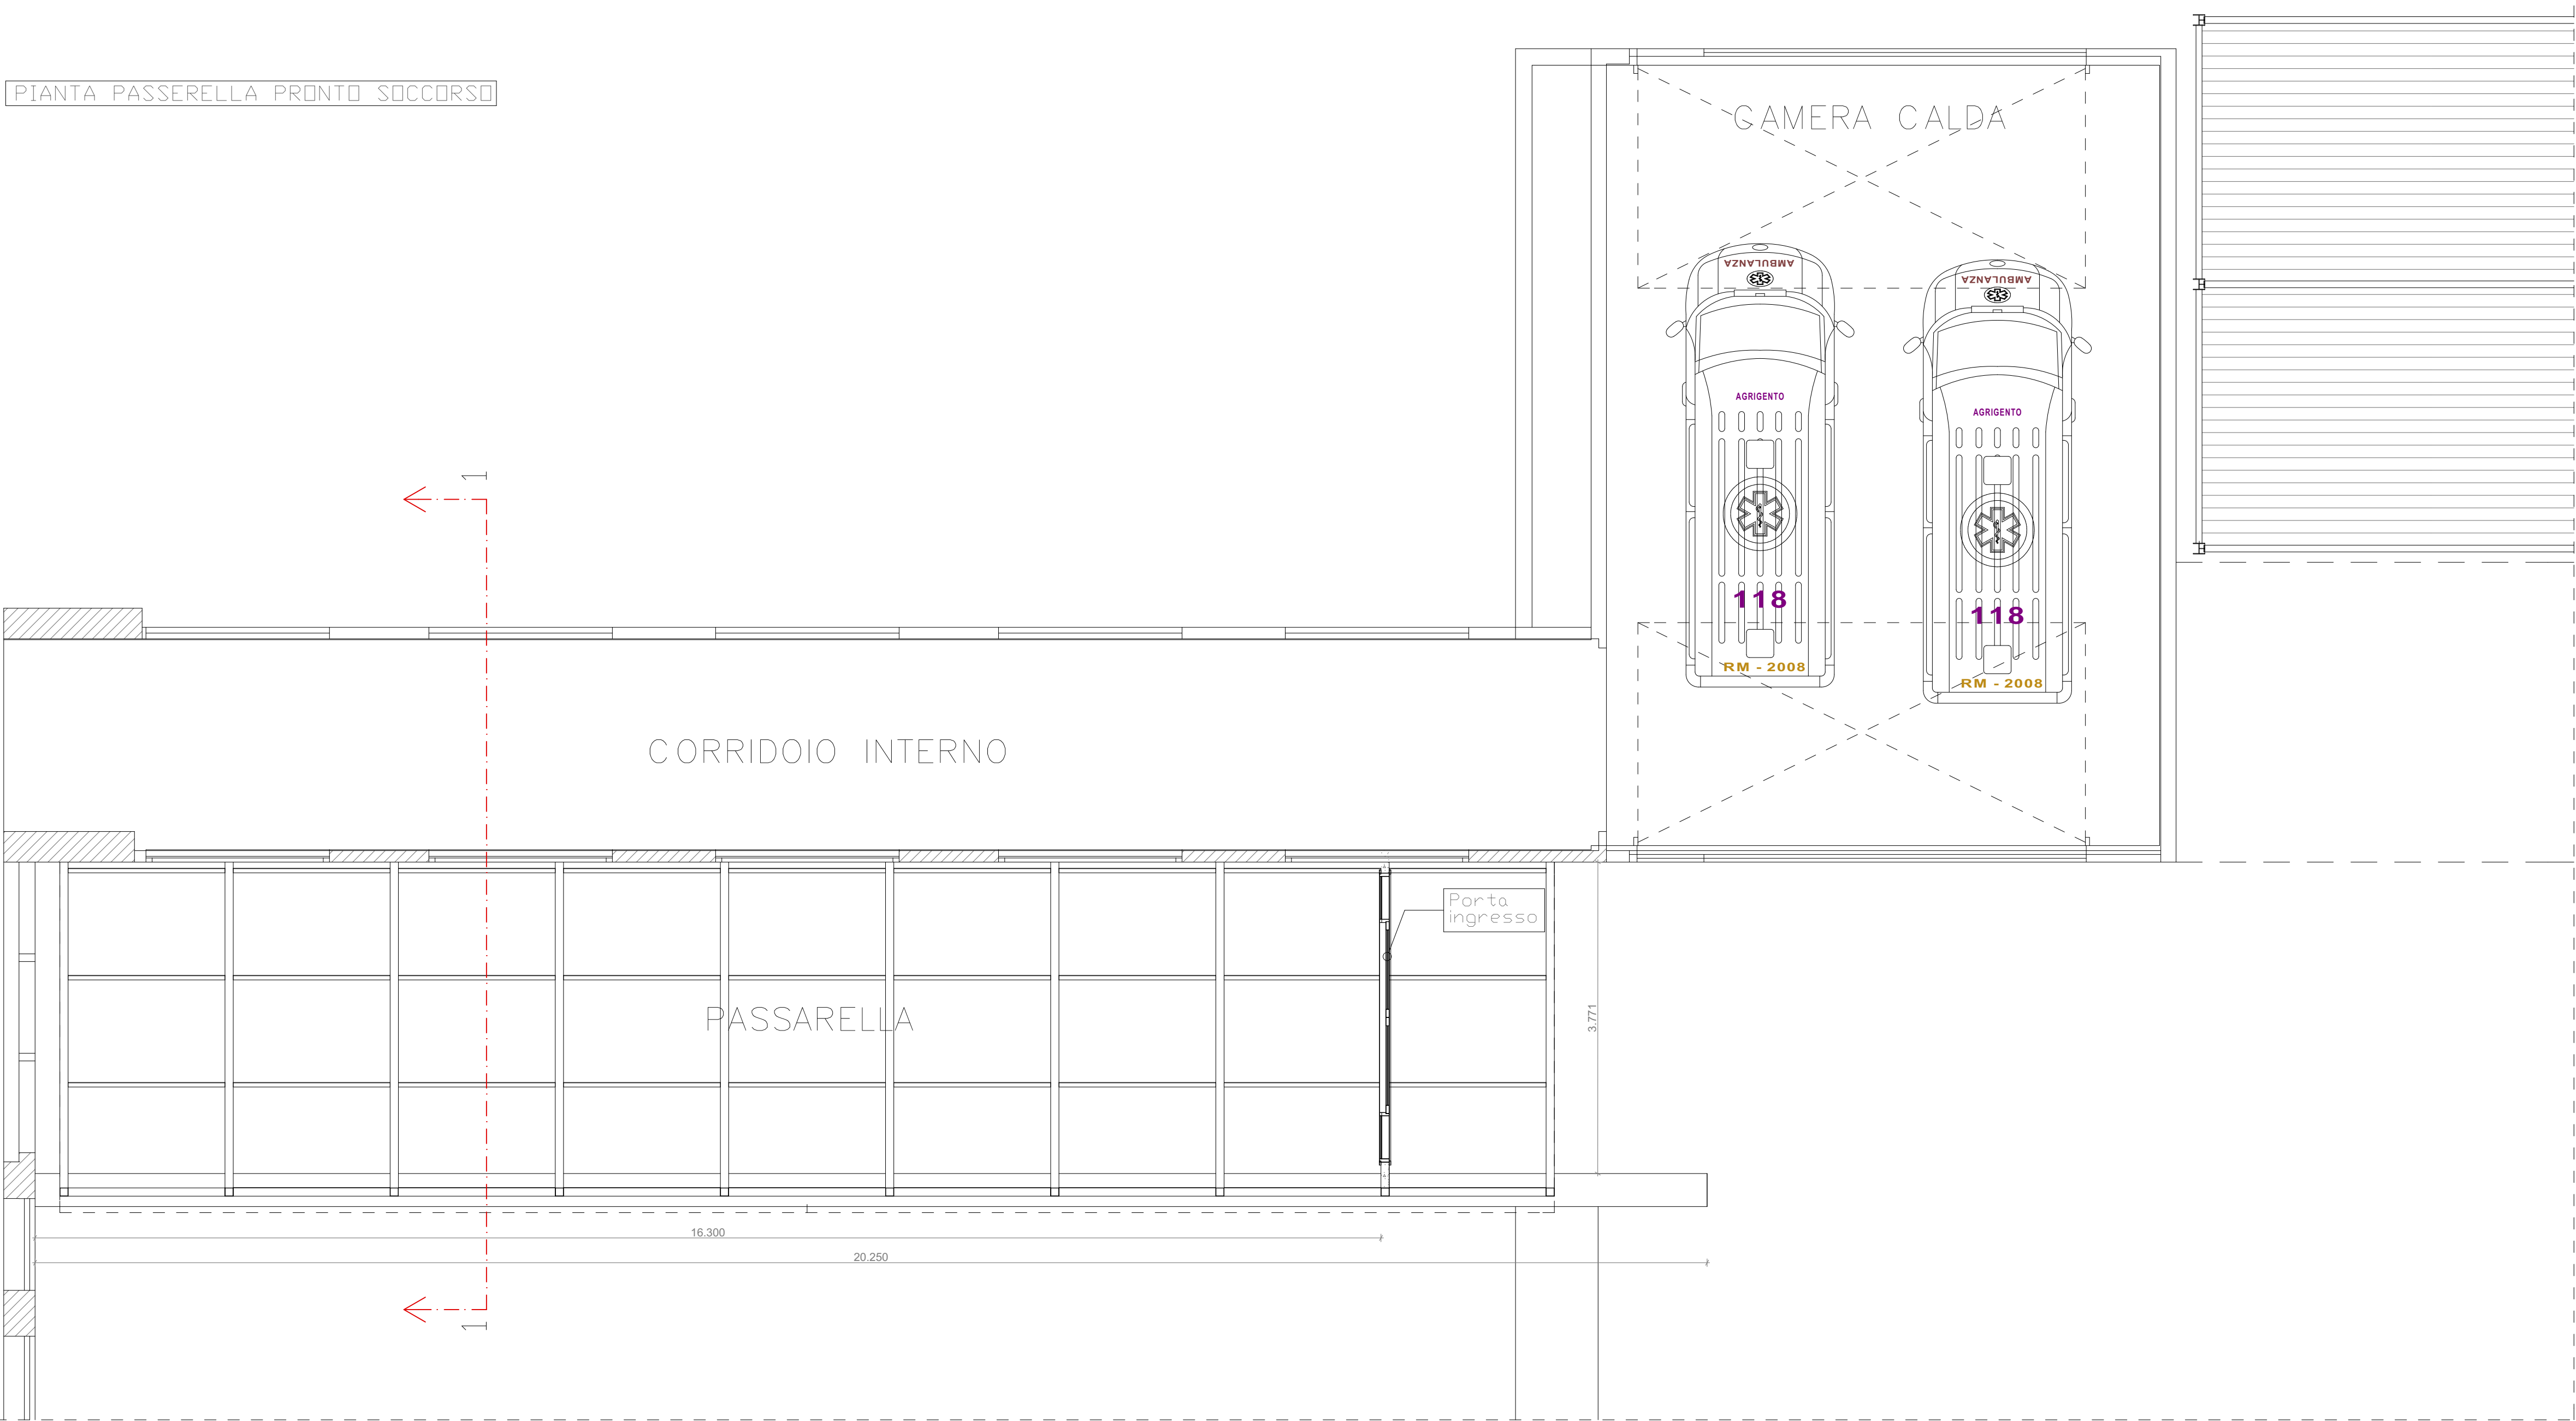 PIANTA PASSERELLA PRONTO SOCCORSO
CAMERA CALDA
AMBULANZA
AMBULANZA
AGRIGENTO
AGRIGENTO
118
118
RM - 2008
RM - 2008
1
CORRIDOIO INTERNO
Porta
ingresso
PASSARELLA
3.771
16.300
20.250
1